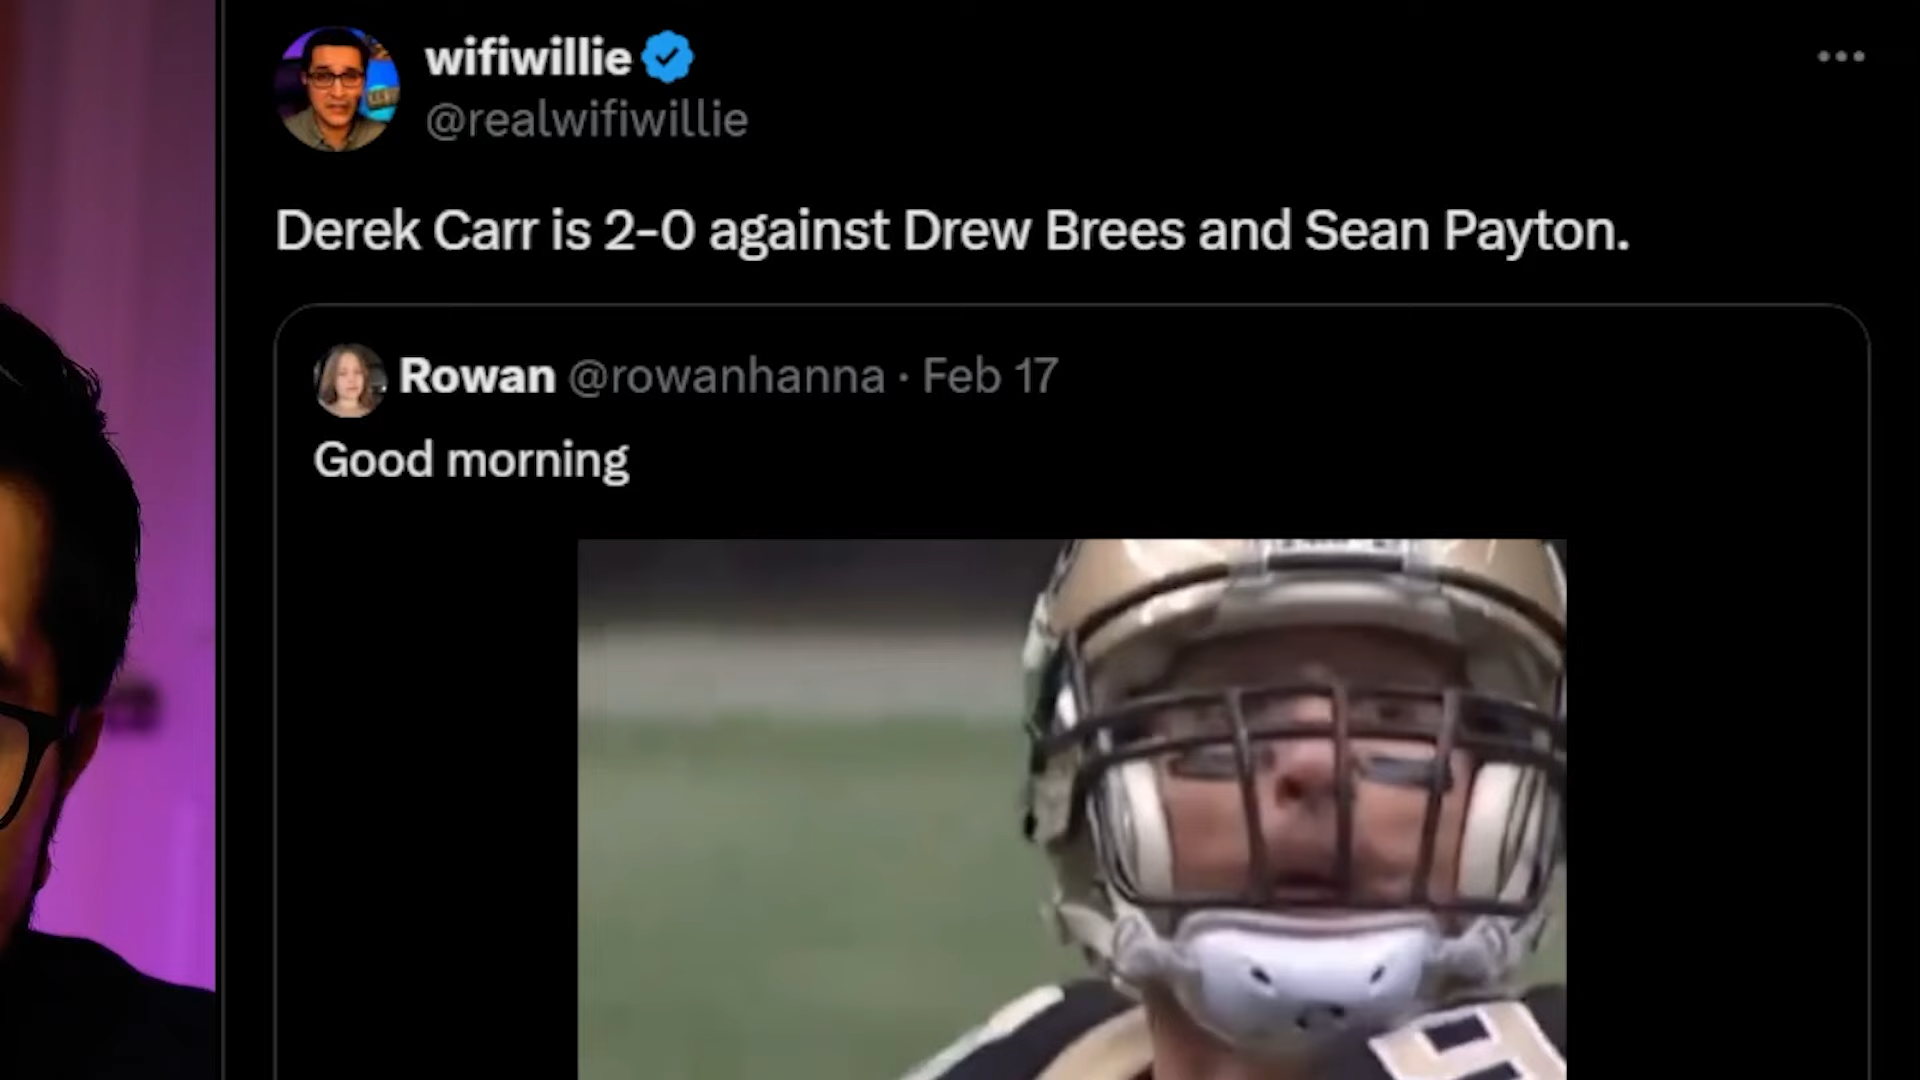 wifiwillie
@realwifiwillie
Derek Carr is 2-0 against Drew Brees and Sean Payton.
Rowan @rowanhanna · Feb 17
Good morning